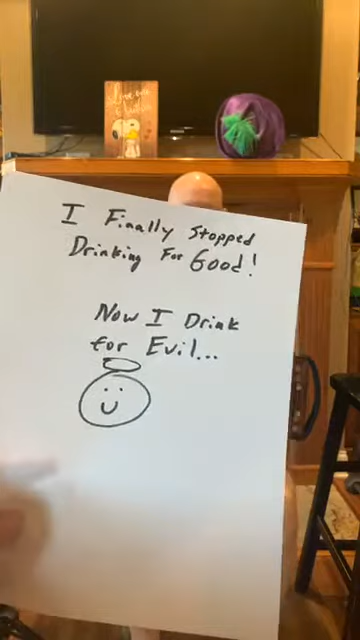 I Finally Stopped
Drinking For Good!
Now I Drink
for Evil...